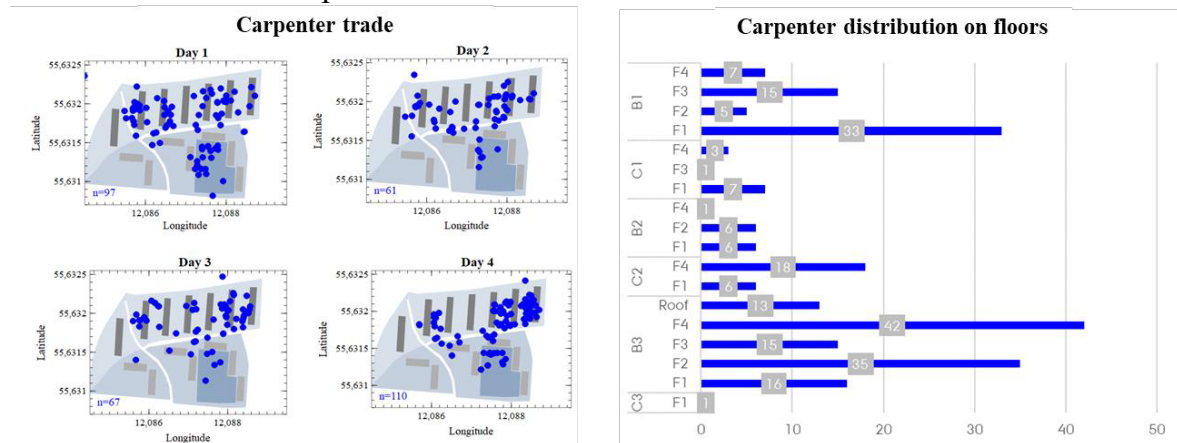 Carpenter trade
Day 1
55,6325
55,632
55,6315
55,631
Latitude
n=97
12,086
12,088
Longitude
Day 2
55,6325
55,632
55,6315
55,631
Latitude
n=61
12,086
12,088
Longitude
Day 3
55,6325
55,632
55,6315
55,631
Latitude
n=67
12,086
12,088
Longitude
Day 4
55,6325
55,632
55,6315
55,631
Latitude
n=110
12,086
12,088
Longitude
Carpenter distribution on floors
B1
F4 7
F3 15
F2 5
F1 33
C1
F4 3
F3 1
F1 7
B2
F4 1
F2 6
F1 6
C2
F4 18
F1 6
B3
Roof 13
F4 42
F3 15
F2 35
F1 16
C3
F1 1
0 10 20 30 40 50